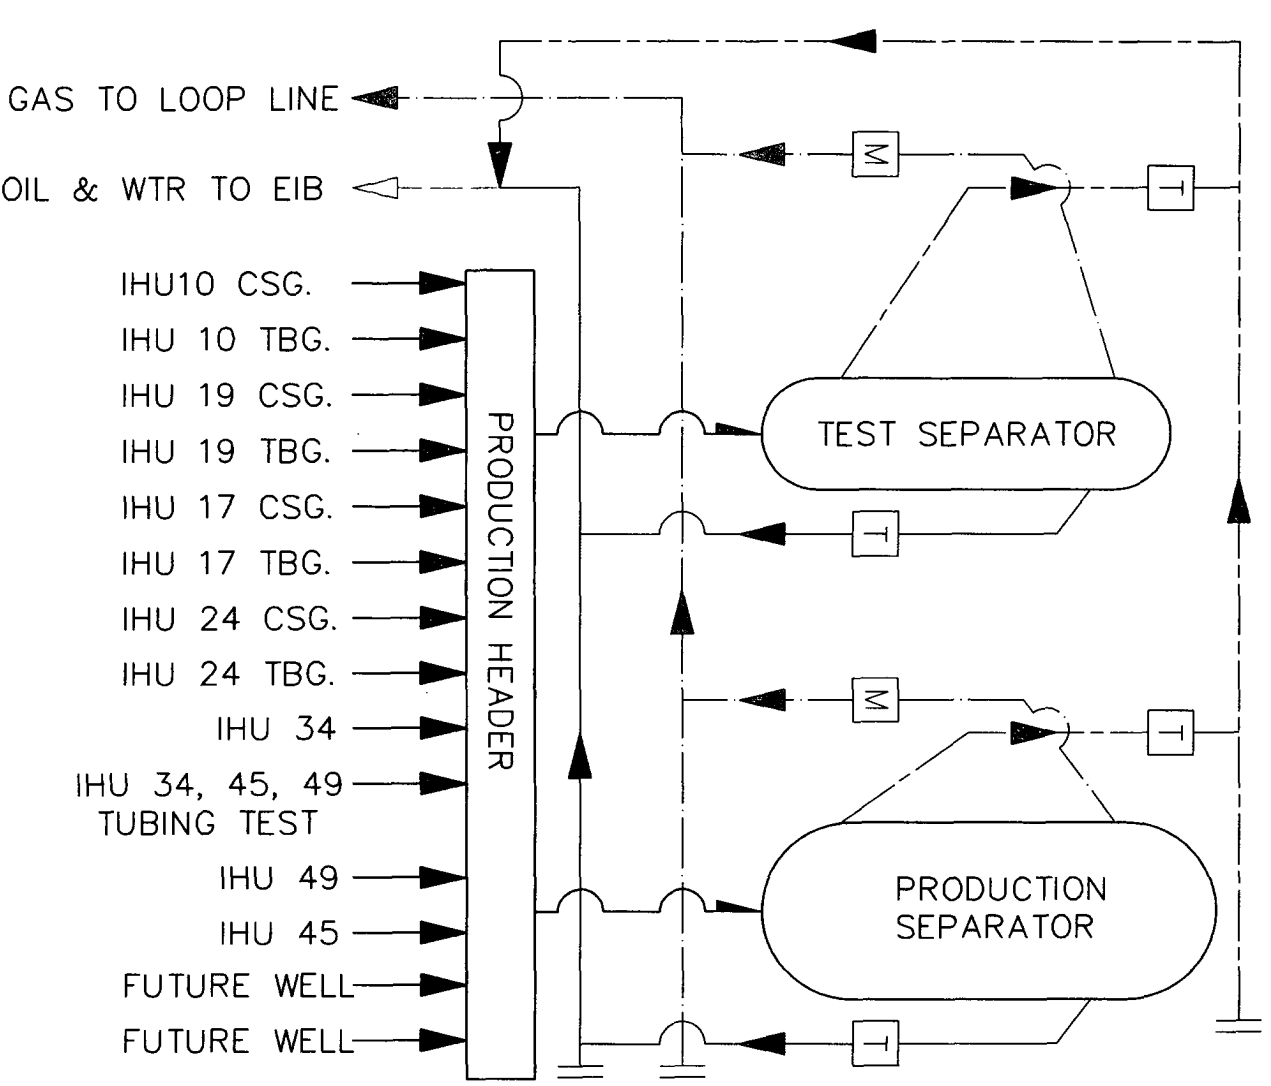 GAS TO LOOP LINE
M
OIL & WTR TO EIB
T
IHU10 CSG.
IHU 10 TBG.
IHU 19 CSG.
PRODUCTION HEADER
TEST SEPARATOR
IHU 19 TBG.
IHU 17 CSG.
T
IHU 17 TBG.
IHU 24 CSG.
IHU 24 TBG.
M
IHU 34
T
IHU 34, 45, 49
TUBING TEST
IHU 49
PRODUCTION
SEPARATOR
IHU 45
FUTURE WELL
FUTURE WELL
T